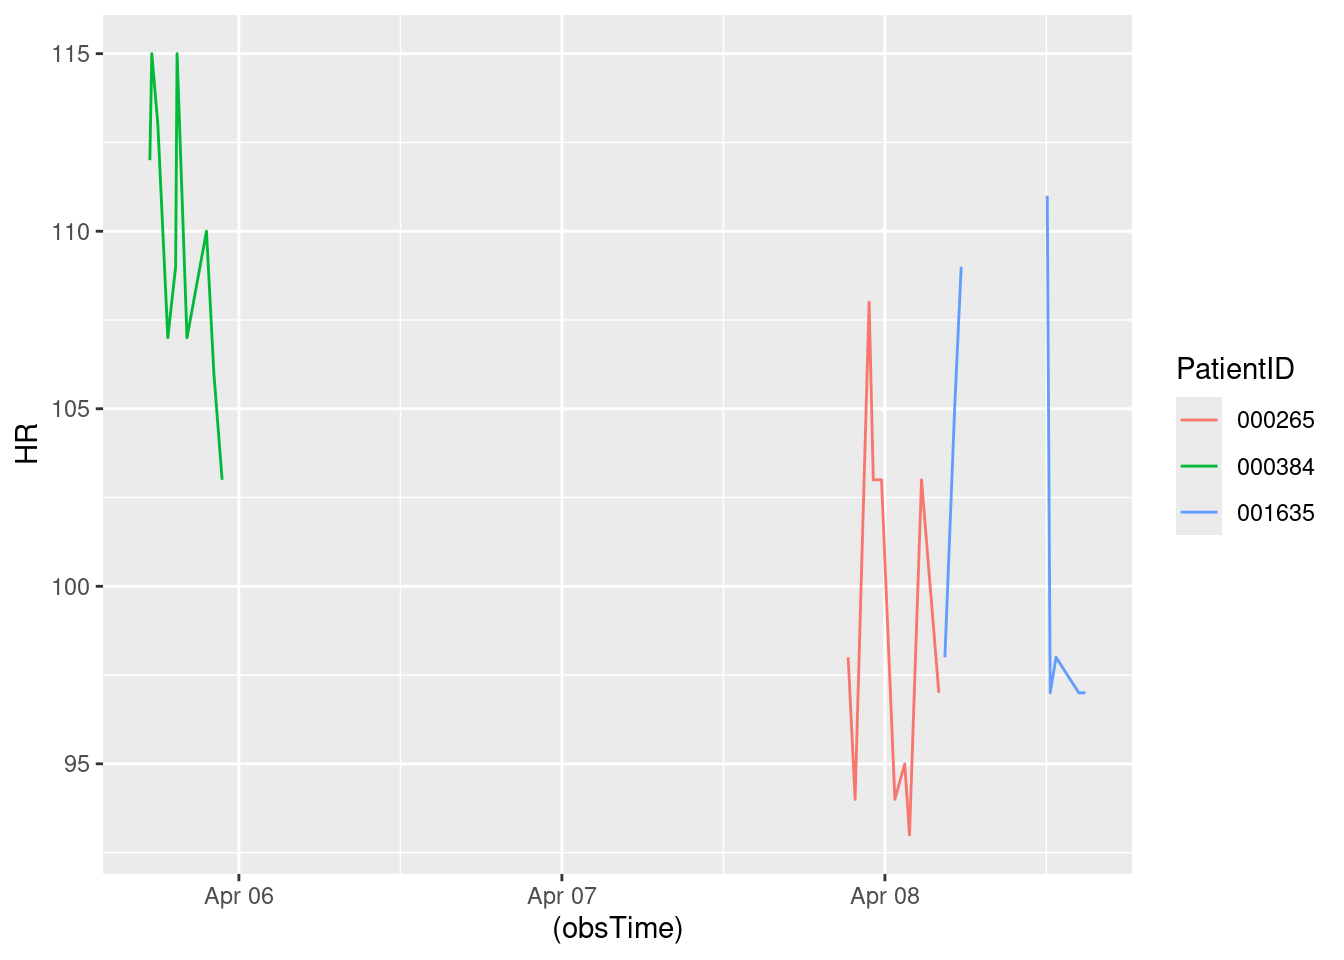 115
110
105
100
95
HR
Apr 06
Apr 07
Apr 08
(obsTime)
PatientID
000265
000384
001635